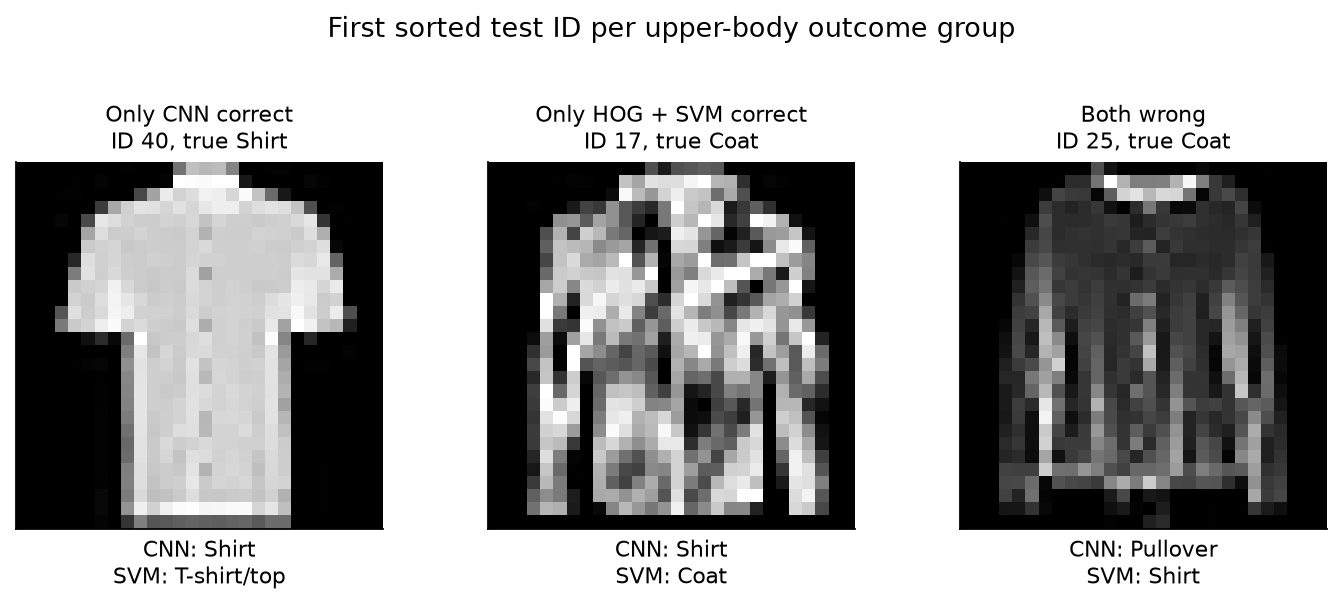 First sorted test ID per upper-body outcome group
Only CNN correct
ID 40, true Shirt
CNN: Shirt
SVM: T-shirt/top
Only HOG + SVM correct
ID 17, true Coat
CNN: Shirt
SVM: Coat
Both wrong
ID 25, true Coat
CNN: Pullover
SVM: Shirt